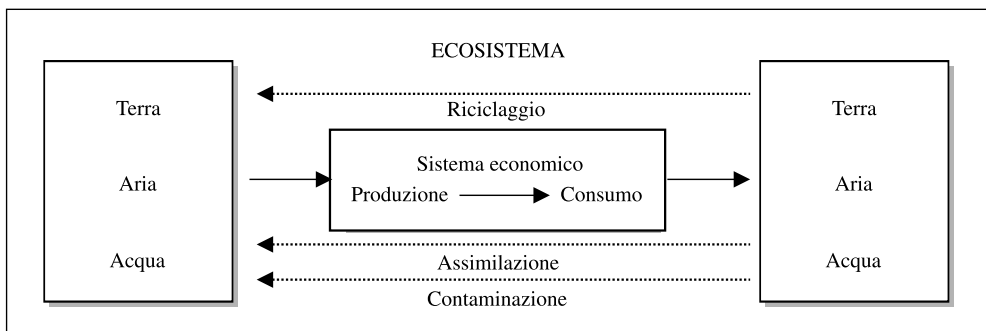 ECOSISTEMA
Terra
Riciclaggio
Terra
Sistema economico
Aria
Produzione Consumo
Aria
Acqua
Assimilazione
Acqua
Contaminazione